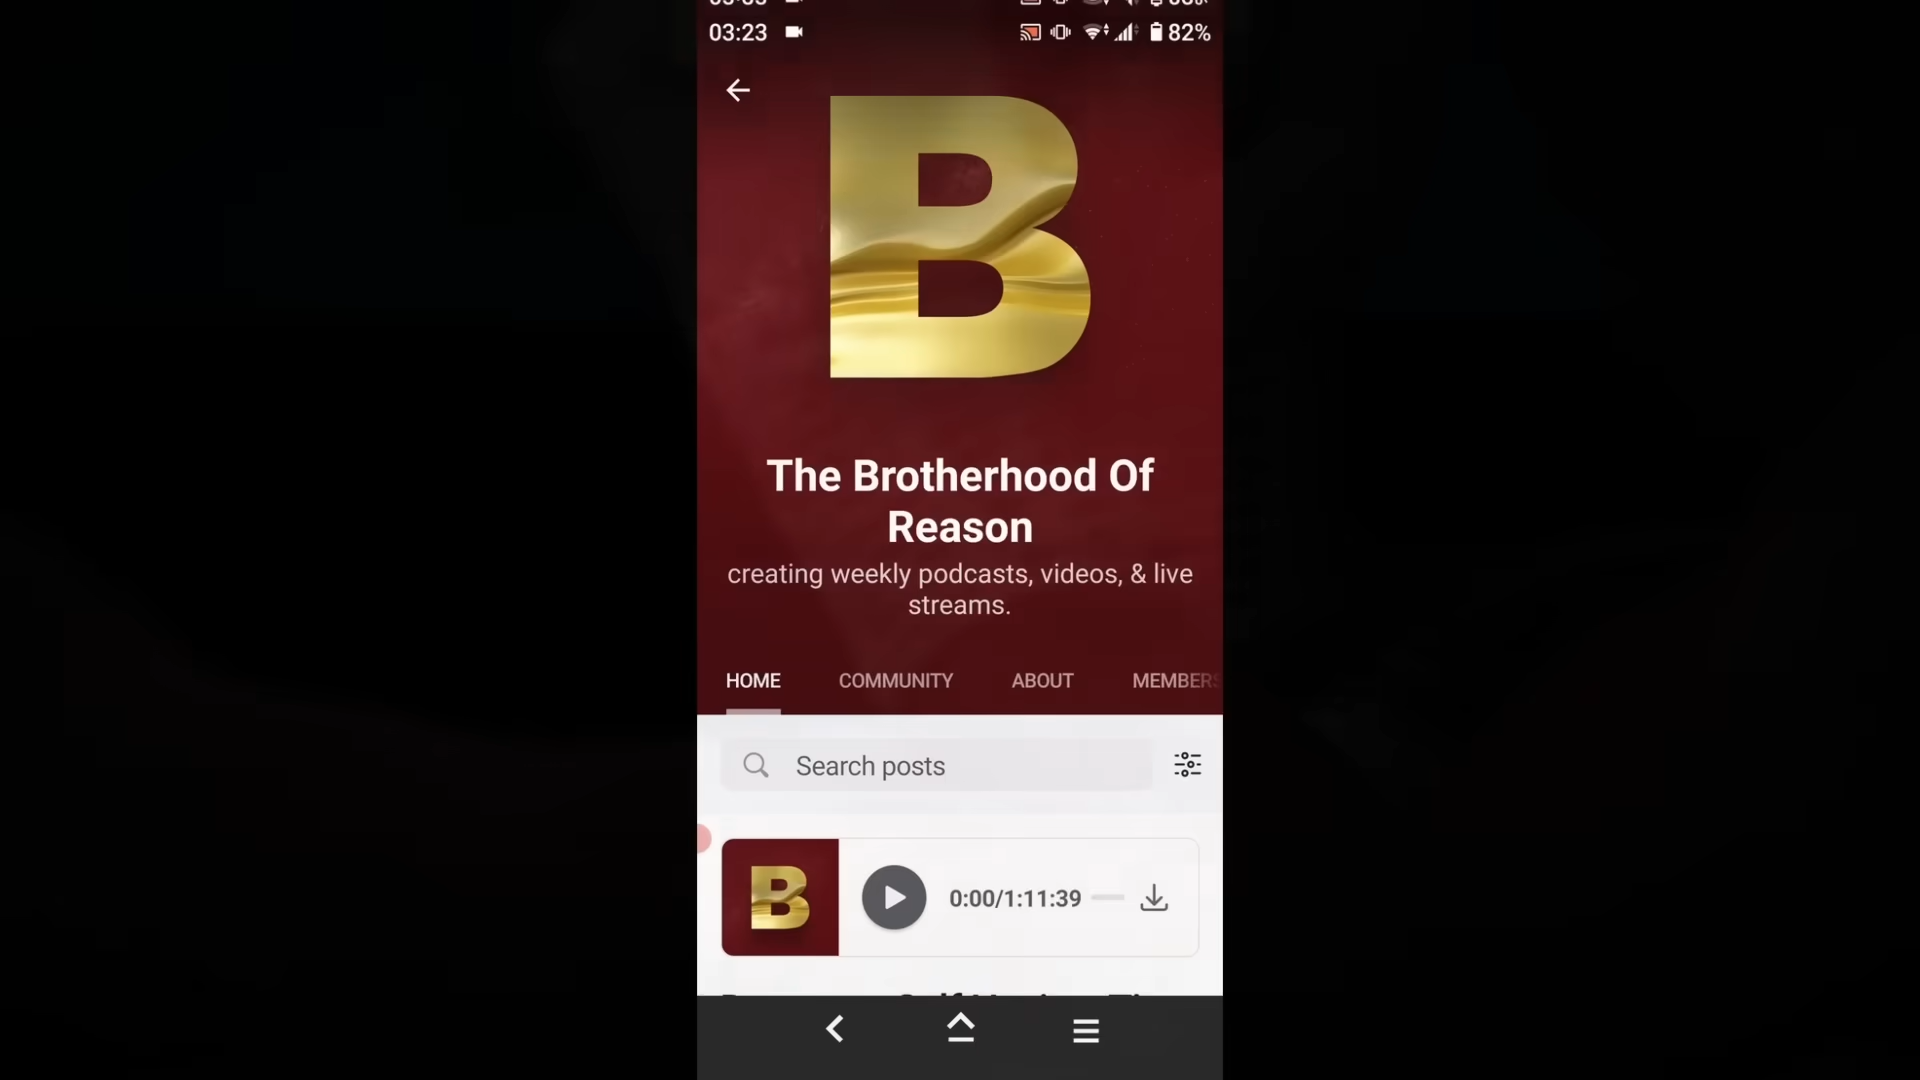 03:23 82%
B
The Brotherhood Of
Reason
creating weekly podcasts, videos, & live
streams.
HOME COMMUNITY ABOUT MEMBERS
Search posts
B 0:00/1:11:39